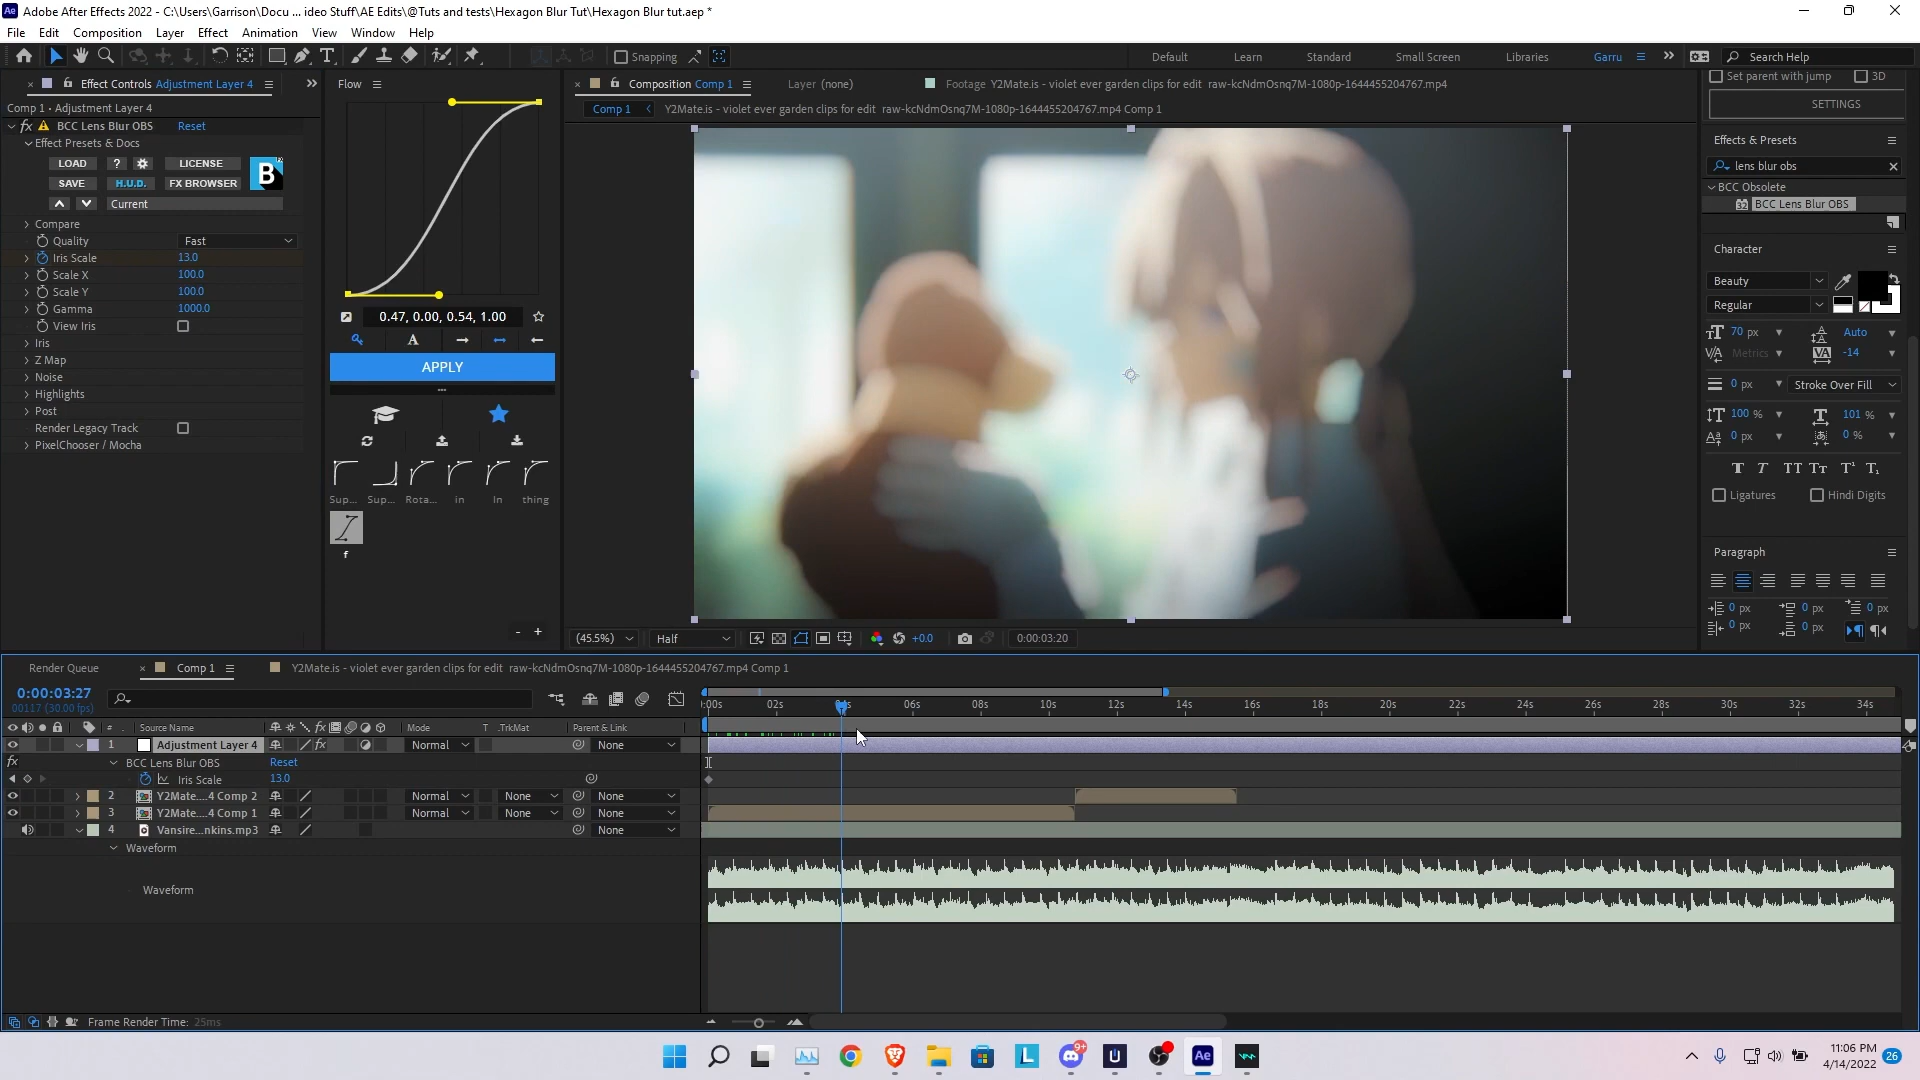 Adobe After Effects 2022 - C:\Users\Garrison\Docu ... ideo Stuff\AE Edits\@Tuts and tests\Hexagon Blur Tut\Hexagon Blur tut.aep *
File Edit Composition Layer Effect Animation View Window Help
Snapping
Default Learn Standard Small Screen Libraries Garru Search Help
Effect Controls Adjustment Layer 4
Comp 1 • Adjustment Layer 4
fx BCC Lens Blur OBS Reset
Effect Presets & Docs
LOAD ? LICENSE
B
SAVE H.U.D. FX BROWSER
Current
Compare
Quality Fast
Iris Scale 13.0
Scale X 100.0
Scale Y 100.0
Gamma 1000.0
View Iris
Iris
Z Map
Noise
Highlights
Post
Render Legacy Track
PixelChooser / Mocha
Flow
0.47, 0.00, 0.54, 1.00
A
APPLY
Sup... Sup... Rota... in In thing
f
- +
Composition Comp 1 Layer (none) Footage Y2Mate.is - violet ever garden clips for edit raw-kcNdmOsnq7M-1080p-1644455204767.mp4
Comp 1 Y2Mate.is - violet ever garden clips for edit raw-kcNdmOsnq7M-1080p-1644455204767.mp4 Comp 1
(45.5%) Half +0.0 0:00:03:20
Set parent with jump 3D
SETTINGS
Effects & Presets
lens blur obs
BCC Obsolete
32 BCC Lens Blur OBS
Character
Beauty
Regular
70 px Auto
Metrics -14
0 px Stroke Over Fill
100 % 101 %
0 px 0 %
T T TT Tt T¹ T₁
Ligatures Hindi Digits
Paragraph
0 px 0 px 0 px
0 px 0 px
Render Queue Comp 1 Y2Mate.is - violet ever garden clips for edit raw-kcNdmOsnq7M-1080p-1644455204767.mp4 Comp 1
0:00:03:27
00117 (30.00 fps)
:00s 02s 04s 06s 08s 10s 12s 14s 16s 18s 20s 22s 24s 26s 28s 30s 32s 34s
# Source Name fx Mode T .TrkMat Parent & Link
1 Adjustment Layer 4 fx Normal None
fx BCC Lens Blur OBS Reset
Iris Scale 13.0
2 Y2Mate....4 Comp 2 Normal None None
3 Y2Mate....4 Comp 1 Normal None None
4 Vansire...nkins.mp3 None
Waveform
Waveform
Frame Render Time: 25ms
L 9+ U Ae
11:06 PM
4/14/2022
26